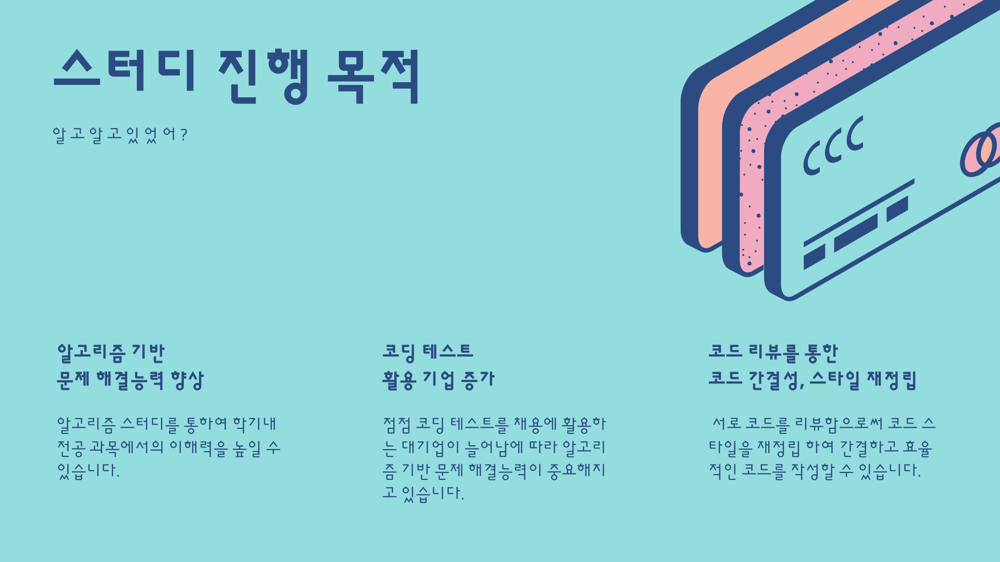 스터디 진행 목적
알고알고있었어?
알고리즘 기반
문제 해결능력 향상
알고리즘 스터디를 통하여 학기내
전공 과목에서의 이해력을 높일 수
있습니다.
코딩 테스트
활용 기업 증가
점점 코딩 테스트를 채용에 활용하
는 대기업이 늘어남에 따라 알고리
즘 기반 문제 해결능력이 중요해지
고 있습니다.
코드 리뷰를 통한
코드 간결성, 스타일 재정립
서로 코드를 리뷰함으로써 코드 스
타일을 재정립 하여 간결하고 효율
적인 코드를 작성할 수 있습니다.